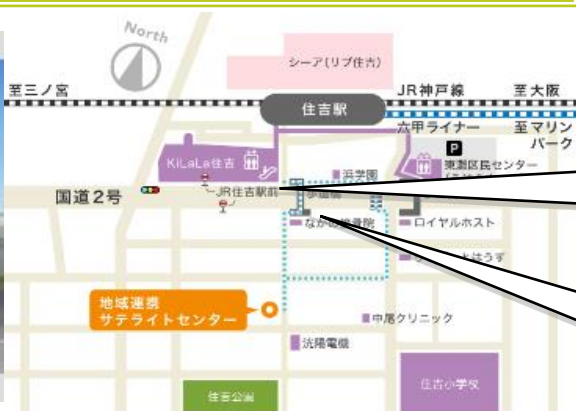 North
シーア(リブ住吉)
至三ノ宮
JR神戸線
至大阪
住吉駅
六甲ライナー
至マリンパーク
P
KiLaLa住吉
浜学園
東灘区民センター
国道2号
JR住吉駅前
ロイヤルホスト
地域連携
サテライトセンター
中尾クリニック
洸陽電機
住吉小学校
住吉公園